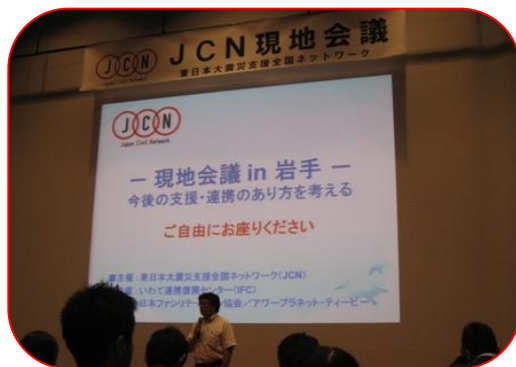 JCN JCN現地会議
東日本大震災支援全国ネットワーク
JCN
Japan Civil Network
－ 現地会議 in 岩手 －
今後の支援・連携のあり方を考える
ご自由にお座りください
主催：東日本大震災支援全国ネットワーク(JCN)
：いわて連携復興センター(IFC)
日本ファシリテーション協会／アワープラネット・ティービー